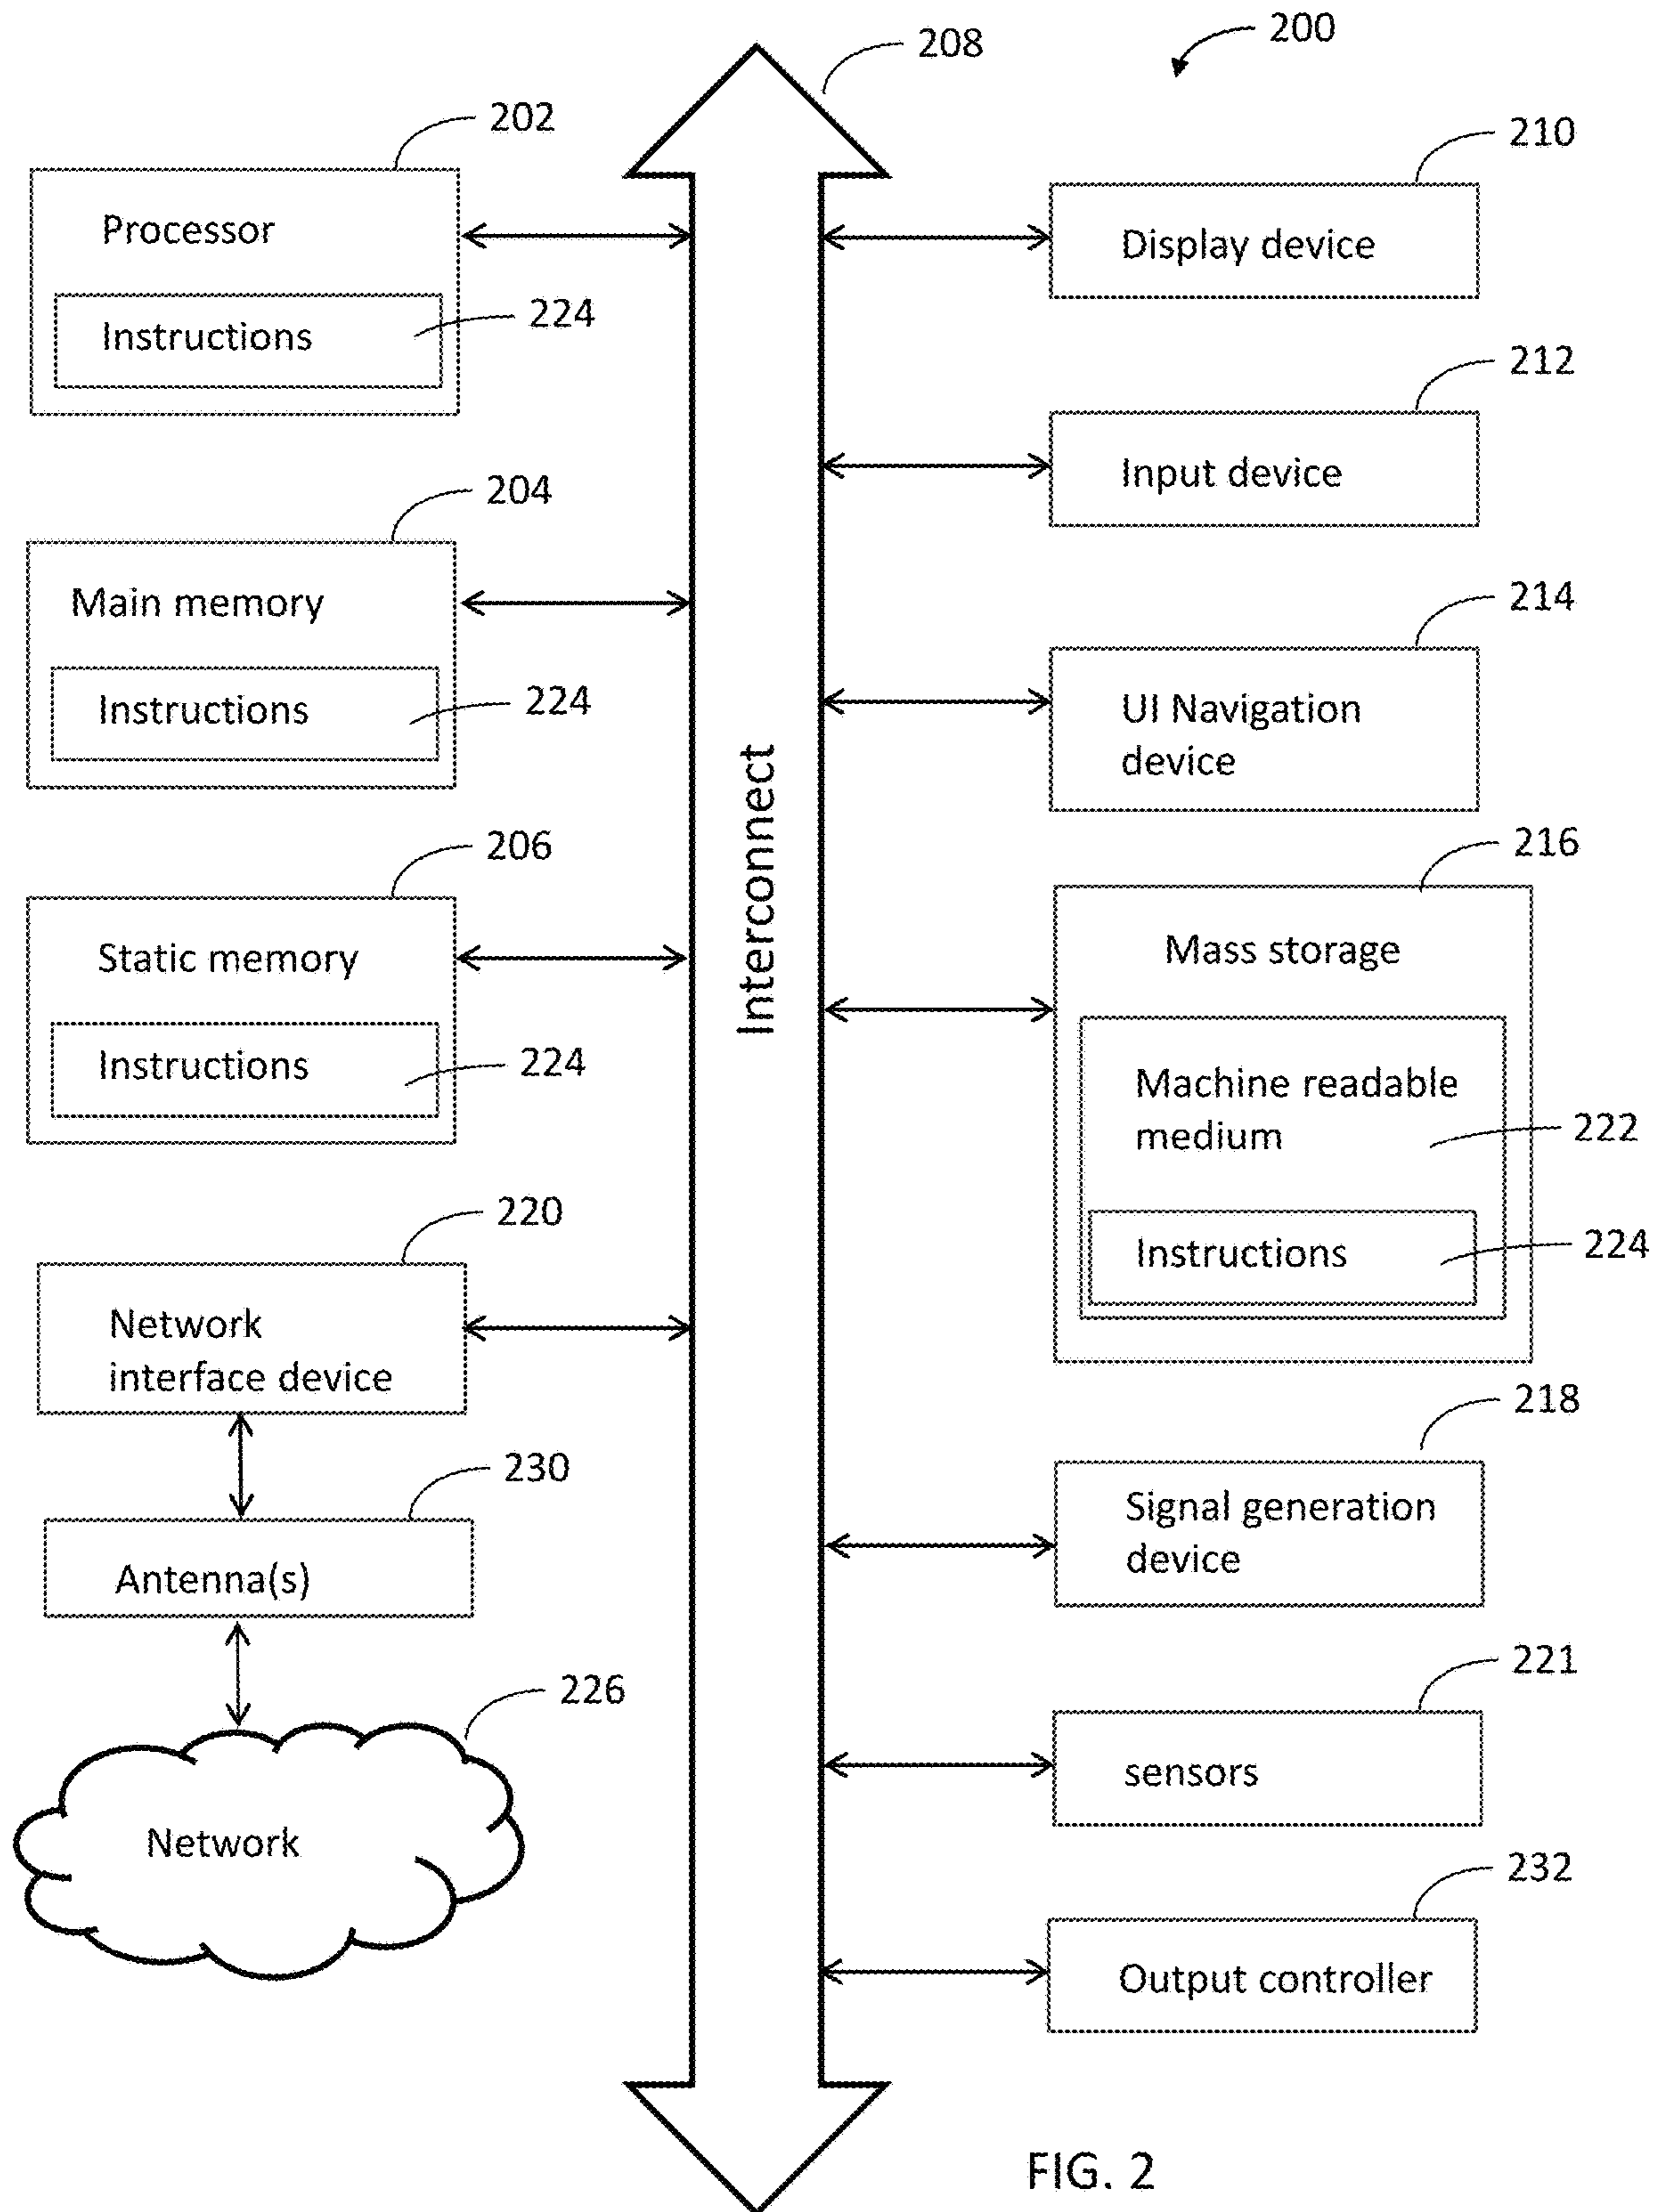 200
208
202
Processor
Instructions
224
204
Main memory
Instructions
224
206
Static memory
Instructions
224
220
Network
interface device
230
Antenna(s)
226
Network
Interconnect
210
Display device
212
Input device
214
UI Navigation
device
216
Mass storage
Machine readable
medium
222
Instructions
224
218
Signal generation
device
221
sensors
232
Output controller
FIG. 2